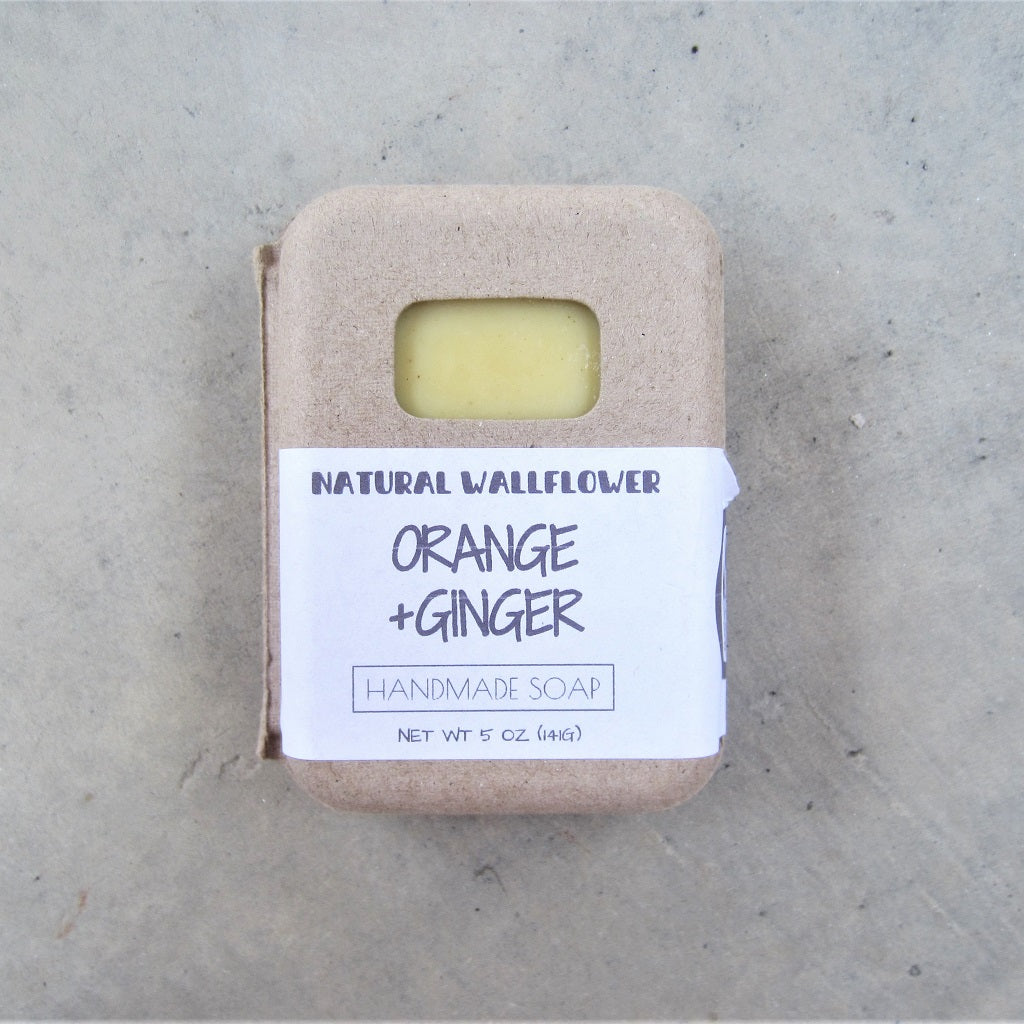 NATURAL WALLFLOWER
ORANGE
+GINGER
HANDMADE SOAP
NET WT 5 OZ (141G)